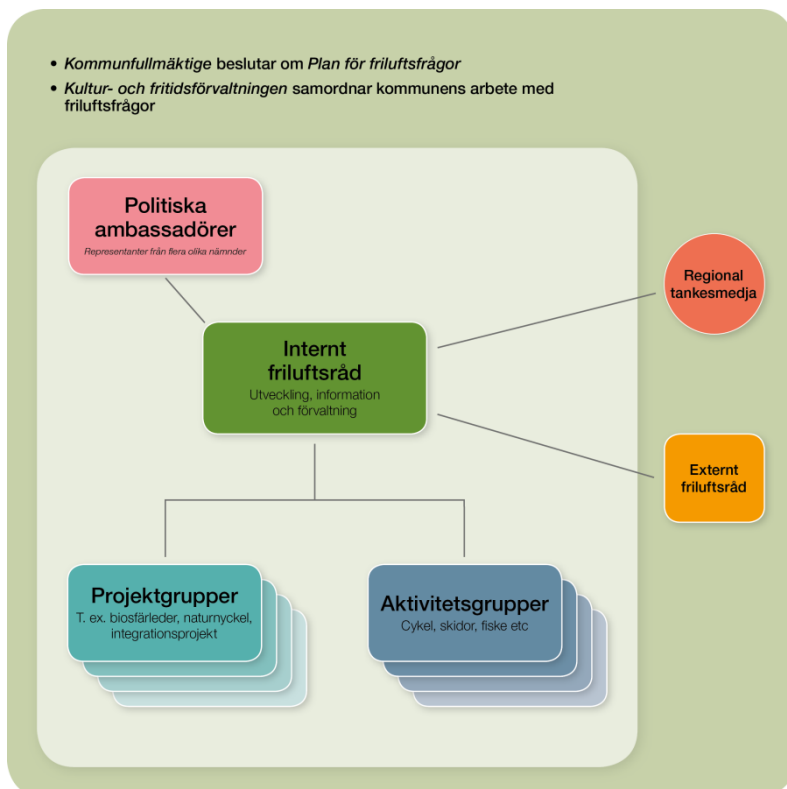 • Kommunfullmäktige beslutar om Plan för friluftsfrågor
• Kultur- och fritidsförvaltningen samordnar kommunens arbete med
friluftsfrågor
Politiska
ambassadörer
Representanter från flera olika nämnder
Regional
tankesmedja
Internt
friluftsråd
Utveckling, information
och förvaltning
Externt
friluftsråd
Projektgrupper
T. ex. biosfärleder, naturnyckel,
integrationsprojekt
Aktivitetsgrupper
Cykel, skidor, fiske etc